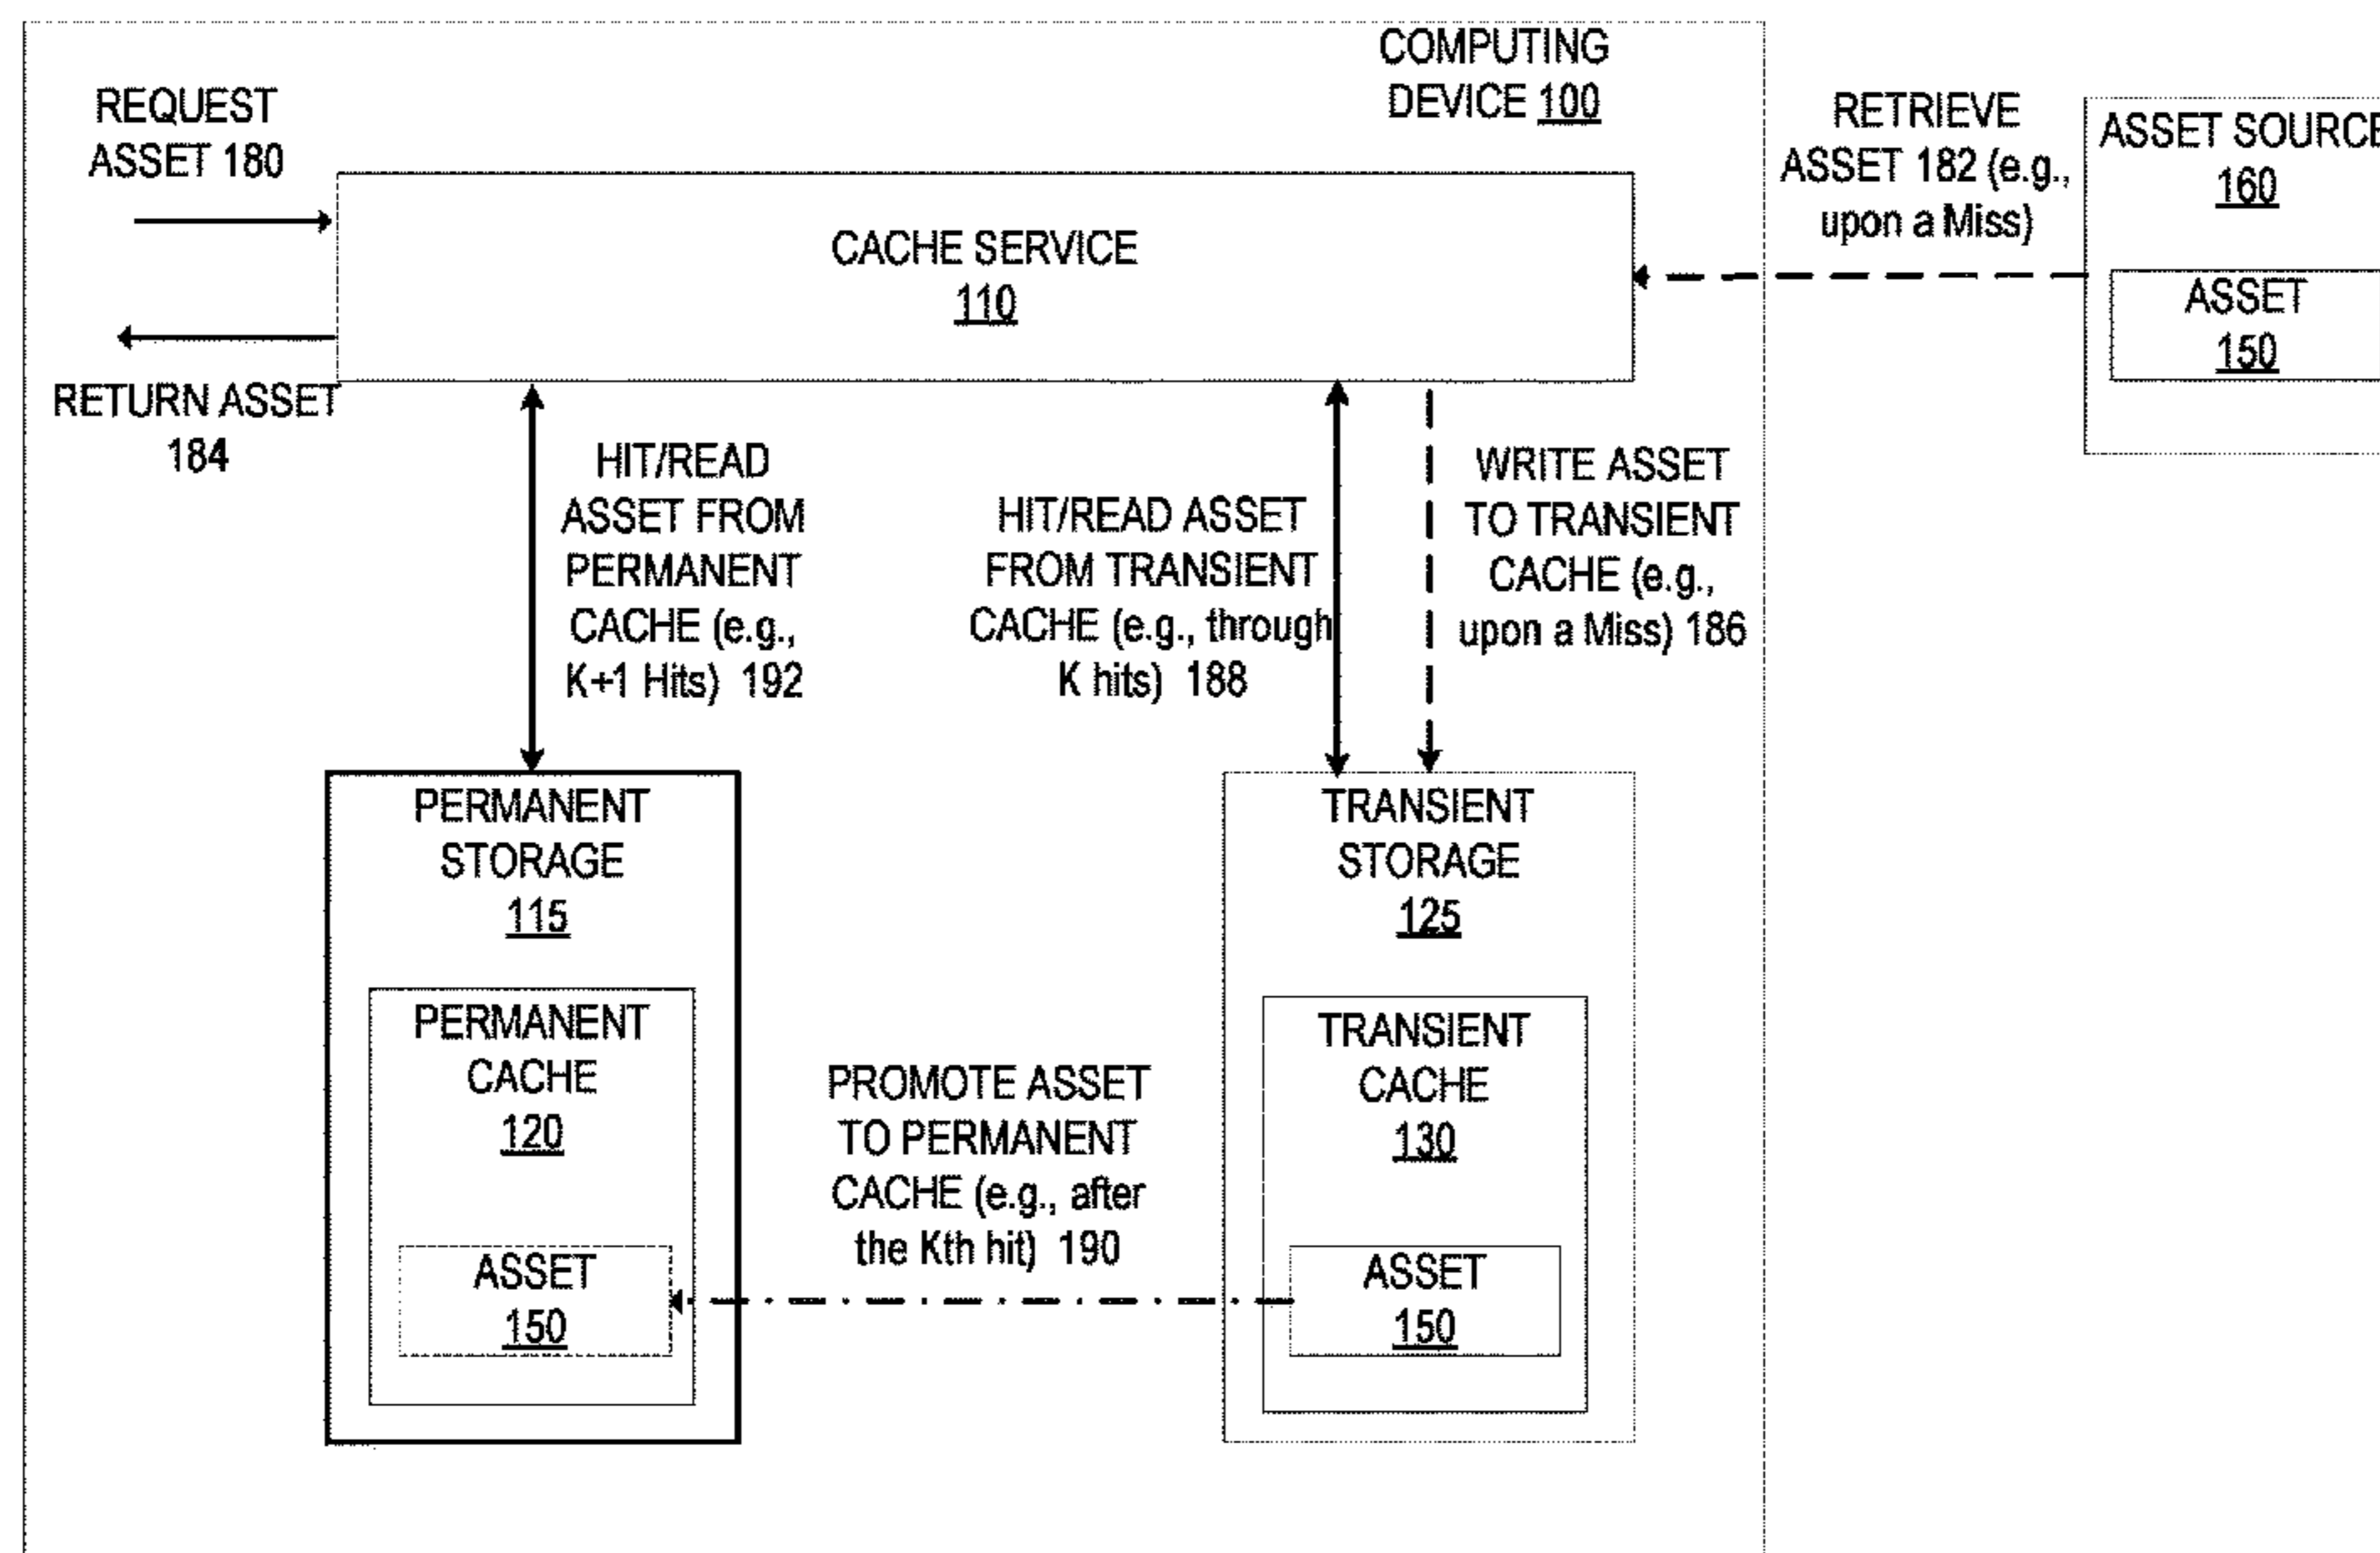 COMPUTING
DEVICE 100
REQUEST
ASSET 180
RETRIEVE
ASSET 182 (e.g.,
upon a Miss)
ASSET SOURCE
160
ASSET
150
CACHE SERVICE
110
RETURN ASSET
184
HIT/READ
ASSET FROM
PERMANENT
CACHE (e.g.,
K+1 Hits) 192
HIT/READ ASSET
FROM TRANSIENT
CACHE (e.g., through
K hits) 188
WRITE ASSET
TO TRANSIENT
CACHE (e.g.,
upon a Miss) 186
PERMANENT
STORAGE
115
PERMANENT
CACHE
120
ASSET
150
PROMOTE ASSET
TO PERMANENT
CACHE (e.g., after
the Kth hit) 190
TRANSIENT
STORAGE
125
TRANSIENT
CACHE
130
ASSET
150